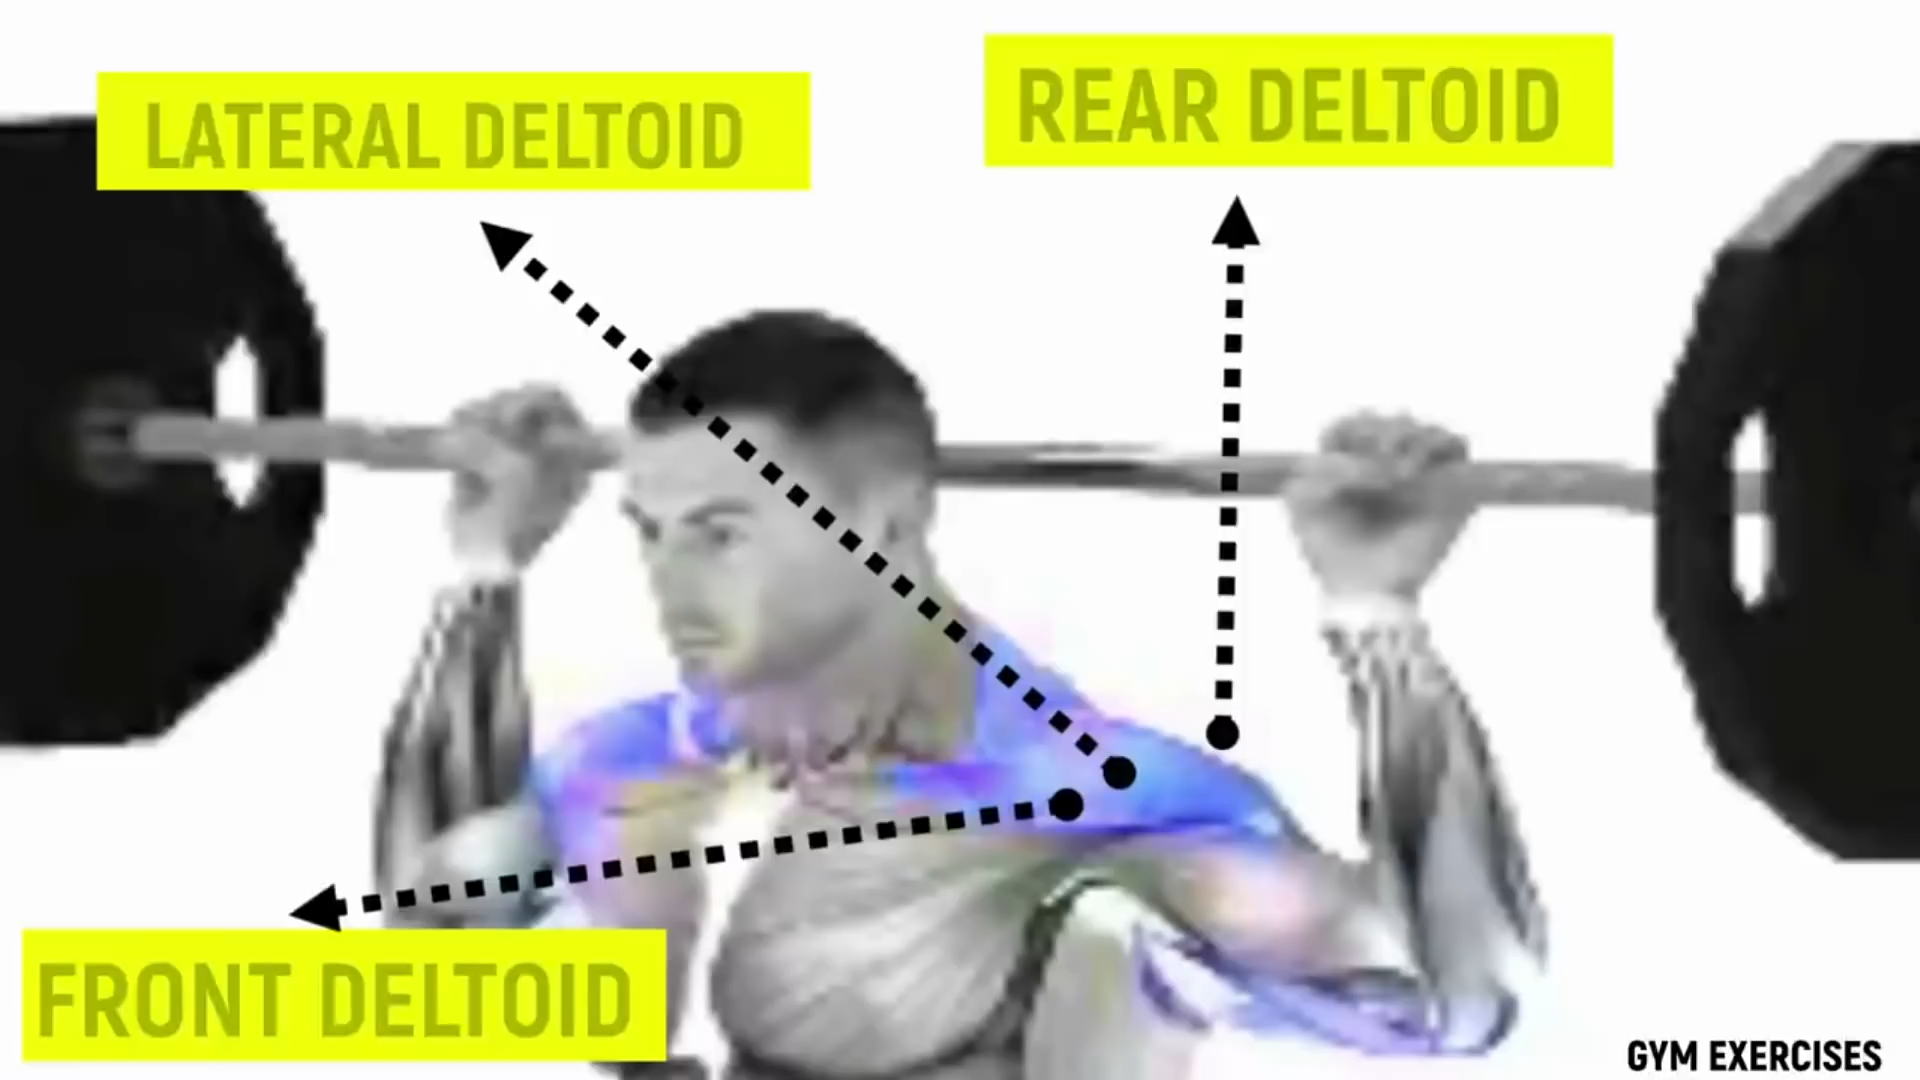 LATERAL DELTOID
REAR DELTOID
FRONT DELTOID
GYM EXERCISES